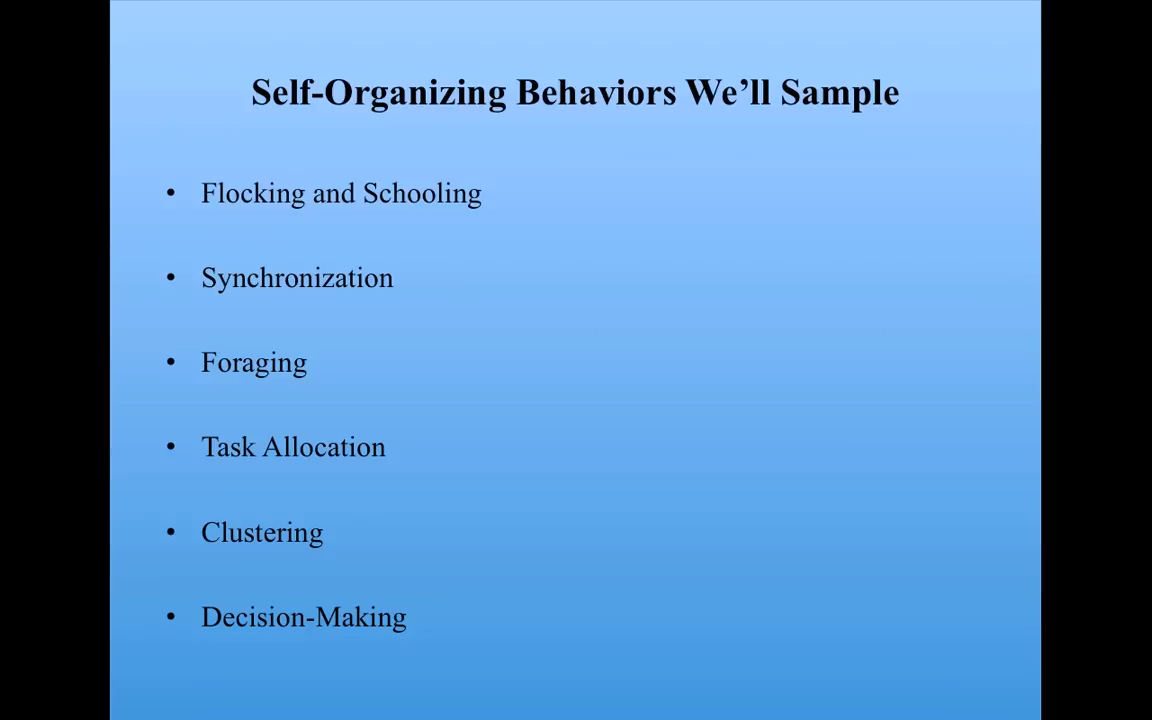 Self-Organizing Behaviors We’ll Sample
• Flocking and Schooling
• Synchronization
• Foraging
• Task Allocation
• Clustering
• Decision-Making